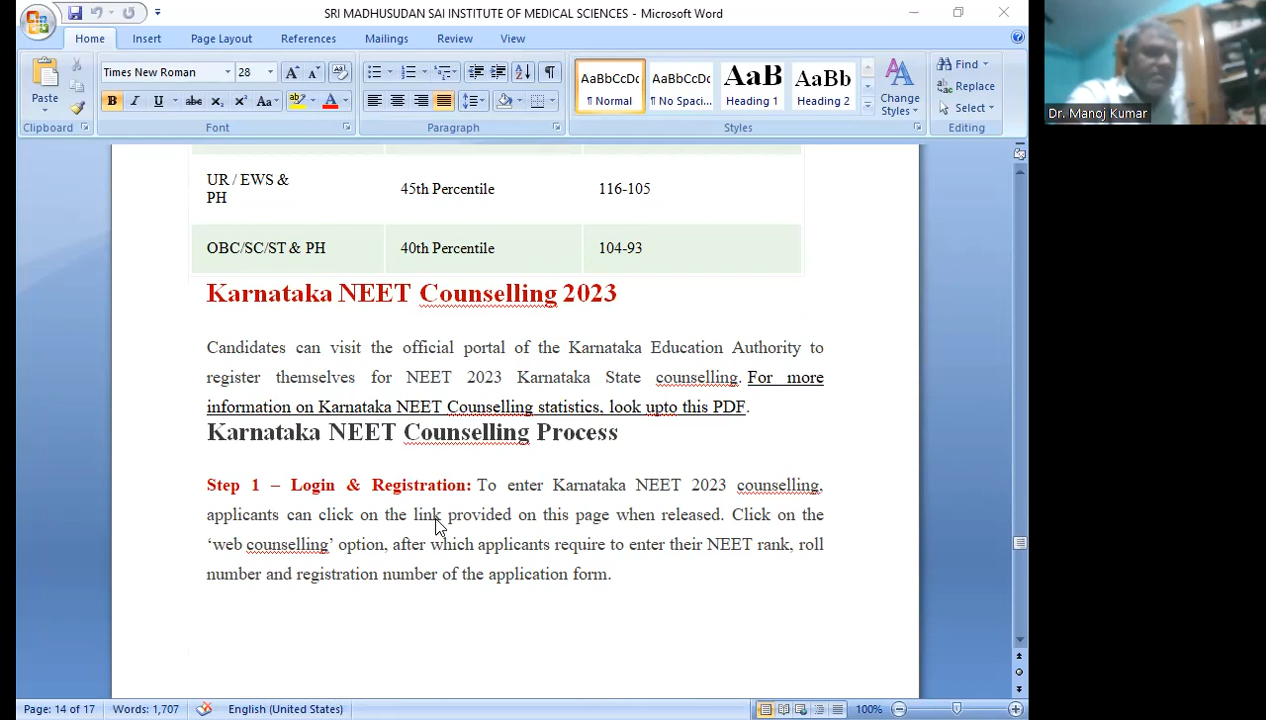 SRI MADHUSUDAN SAI INSTITUTE OF MEDICAL SCIENCES - Microsoft Word
Home Insert Page Layout References Mailings Review View
Paste
Clipboard
Times New Roman 28
B I U abc x₂ x² Aa A
Font
Paragraph
AaBbCcDc AaBbCcDc AaB AaBb
¶ Normal ¶ No Spaci... Heading 1 Heading 2
Styles
Change
Styles
Find
Replace
Select
Editing
Dr. Manoj Kumar
UR / EWS &
PH
45th Percentile
116-105
OBC/SC/ST & PH
40th Percentile
104-93
Karnataka NEET Counselling 2023
Candidates can visit the official portal of the Karnataka Education Authority to
register themselves for NEET 2023 Karnataka State counselling. For more
information on Karnataka NEET Counselling statistics, look upto this PDF.
Karnataka NEET Counselling Process
Step 1 – Login & Registration: To enter Karnataka NEET 2023 counselling,
applicants can click on the link provided on this page when released. Click on the
‘web counselling’ option, after which applicants require to enter their NEET rank, roll
number and registration number of the application form.
Page: 14 of 17 Words: 1,707 English (United States) 100%